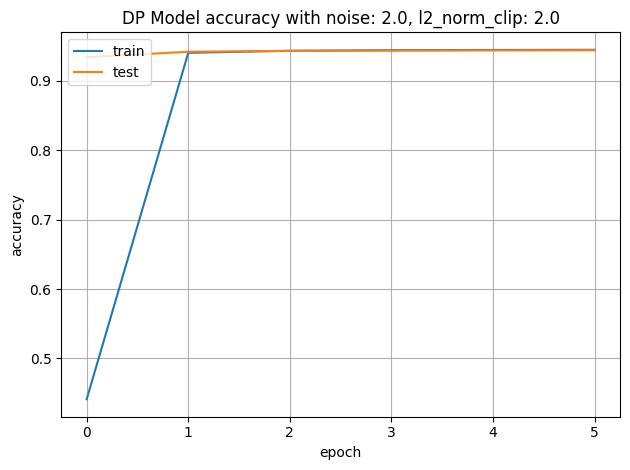 DP Model accuracy with noise: 2.0, l2_norm_clip: 2.0
train
test
accuracy
0.9
0.8
0.7
0.6
0.5
0 1 2 3 4 5
epoch